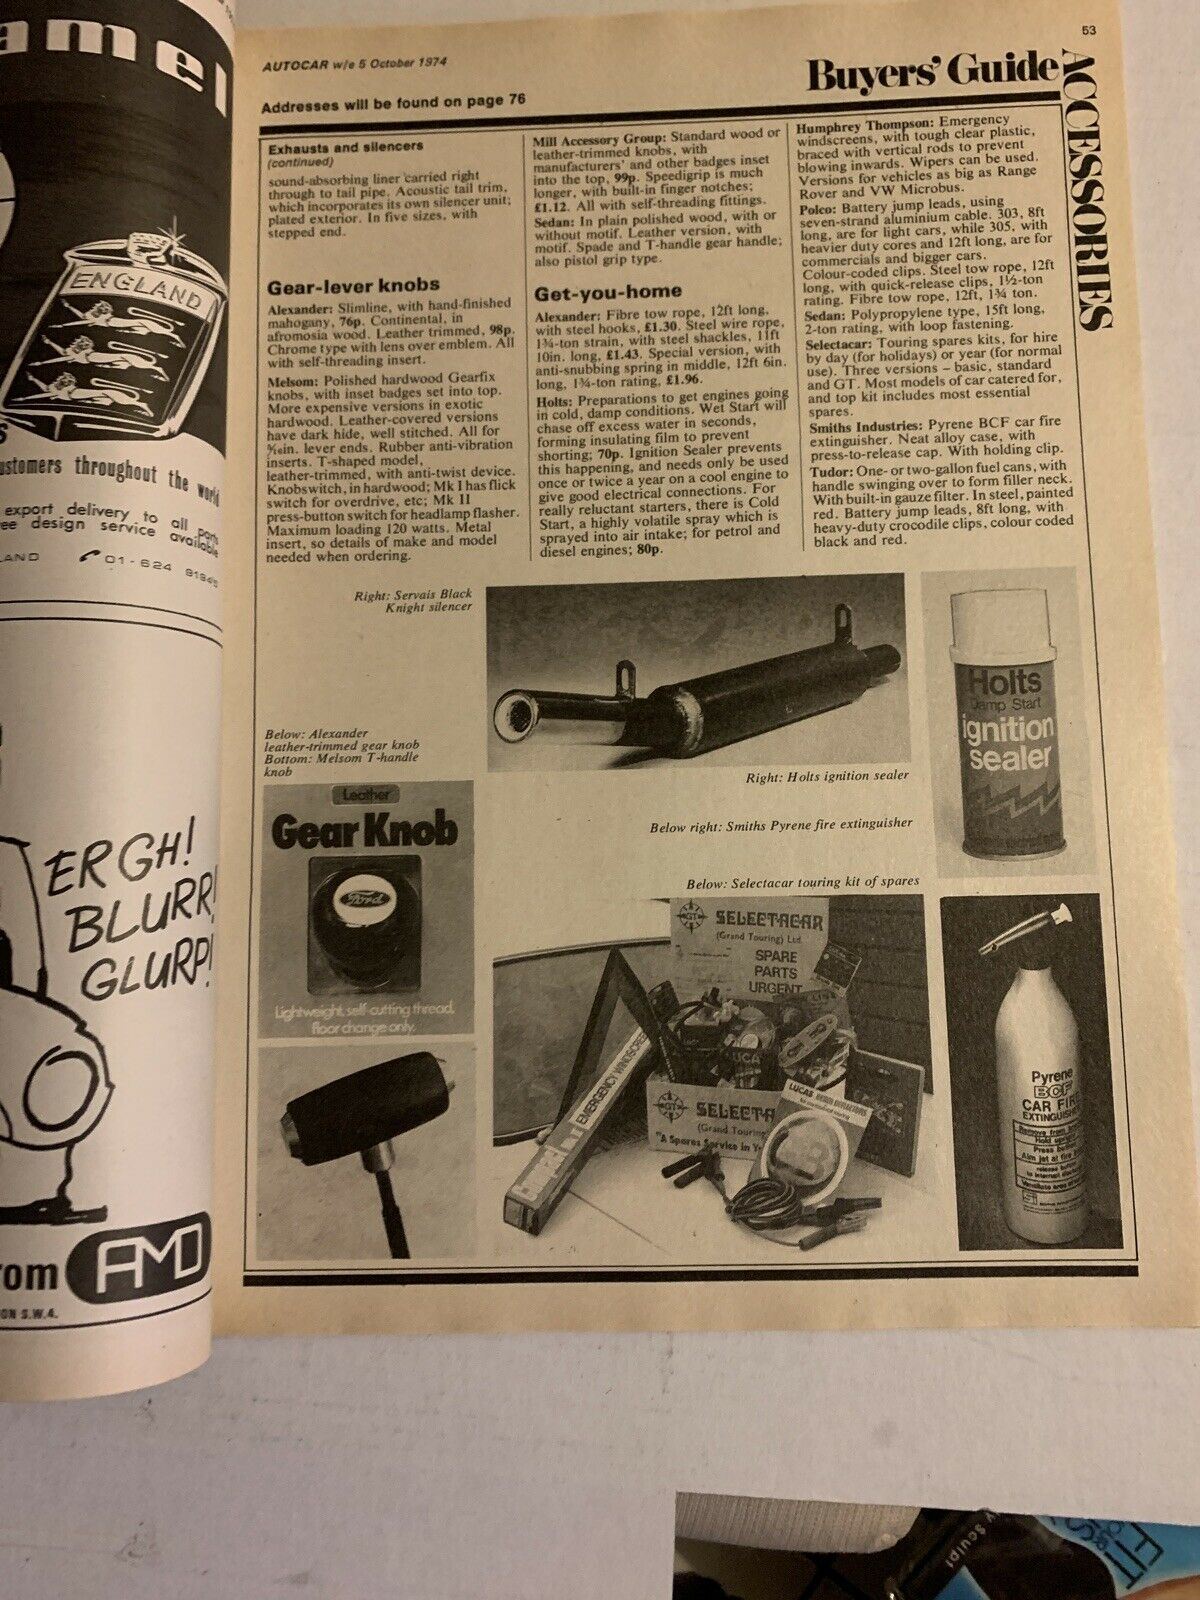 amel
ENGLAND
customers throughout the world
export delivery to all parts
free design service available
01-624
ERGH!
BLURR!
GLURP!
from
AMD
S.W.4.
53
AUTOCAR w/e 5 October 1974
Buyers' Guide
ACCESSORIES
Addresses will be found on page 76
Exhausts and silencers
(continued)
sound-absorbing liner carried right
through to tail pipe. Acoustic tail trim,
which incorporates its own silencer unit;
plated exterior. In five sizes, with
stepped end.
Gear-lever knobs
Alexander: Slimline, with hand-finished
mahogany, 76p. Continental, in
afromosia wood. Leather trimmed, 98p.
Chrome type with lens over emblem. All
with self-threading insert.
Melsom: Polished hardwood Gearfix
knobs, with inset badges set into top.
More expensive versions in exotic
hardwood. Leather-covered versions
have dark hide, well stitched. All for
in. lever ends. Rubber anti-vibration
inserts. T-shaped model,
leather-trimmed, with anti-twist device.
Knobswitch, in hardwood; Mk I has flick
switch for overdrive, etc; Mk II
press-button switch for headlamp flasher.
Maximum loading 120 watts. Metal
insert, so details of make and model
needed when ordering.
Mill Accessory Group: Standard wood or
leather-trimmed knobs, with
manufacturers' and other badges inset
into the top, 99p. Speedigrip is much
longer, with built-in finger notches;
£1.12. All with self-threading fittings.
Sedan: In plain polished wood, with or
without motif. Leather version, with
motif. Spade and T-handle gear handle;
also pistol grip type.
Get-you-home
Alexander: Fibre tow rope, 12ft long,
with steel hooks, £1.30. Steel wire rope,
1¾-ton strain, with steel shackles, 11ft
10in. long, £1.43. Special version, with
anti-snubbing spring in middle, 12ft 6in.
long, 1¾-ton rating, £1.96.
Holts: Preparations to get engines going
in cold, damp conditions. Wet Start will
chase off excess water in seconds,
forming insulating film to prevent
shorting; 70p. Ignition Sealer prevents
this happening, and needs only be used
once or twice a year on a cool engine to
give good electrical connections. For
really reluctant starters, there is Cold
Start, a highly volatile spray which is
sprayed into air intake; for petrol and
diesel engines; 80p.
Humphrey Thompson: Emergency
windscreens, with tough clear plastic,
braced with vertical rods to prevent
blowing inwards. Wipers can be used.
Versions for vehicles as big as Range
Rover and VW Microbus.
Polco: Battery jump leads, using
seven-strand aluminium cable. 303, 8ft
long, are for light cars, while 305, with
heavier duty cores and 12ft long, are for
commercials and bigger cars.
Colour-coded clips. Steel tow rope, 12ft
long, with quick-release clips, 1½-ton
rating. Fibre tow rope, 12ft, 1¾ ton.
Sedan: Polypropylene type, 15ft long,
2-ton rating, with loop fastening.
Selectacar: Touring spares kits, for hire
by day (for holidays) or year (for normal
use). Three versions – basic, standard
and GT. Most models of car catered for,
and top kit includes most essential
spares.
Smiths Industries: Pyrene BCF car fire
extinguisher. Neat alloy case, with
press-to-release cap. With holding clip.
Tudor: One- or two-gallon fuel cans, with
handle swinging over to form filler neck.
With built-in gauze filter. In steel, painted
red. Battery jump leads, 8ft long, with
heavy-duty crocodile clips, colour coded
black and red.
Right: Servais Black
Knight silencer
Below: Alexander
leather-trimmed gear knob
Bottom: Melsom T-handle
knob
Right: Holts ignition sealer
Below right: Smiths Pyrene fire extinguisher
Below: Selectacar touring kit of spares
Holts
Damp Start
ignition
sealer
Leather
Gear Knob
Ford
Lightweight, self-cutting thread,
floor change only.
GT
SELECTACAR
(Grand Touring) Ltd.
SPARE
PARTS
URGENT
EMERGENCY WINDSCREEN
LUCA
LUCAS
GT
SELECTA
(Grand Touring)
"A Spares Service in Y
Pyrene
BCF
CAR FIRE
EXTINGUISHER
Remove from
Hold upright
Press
Aim jet at fire
release
to interrupt discharge
Ventilate area
sculpt